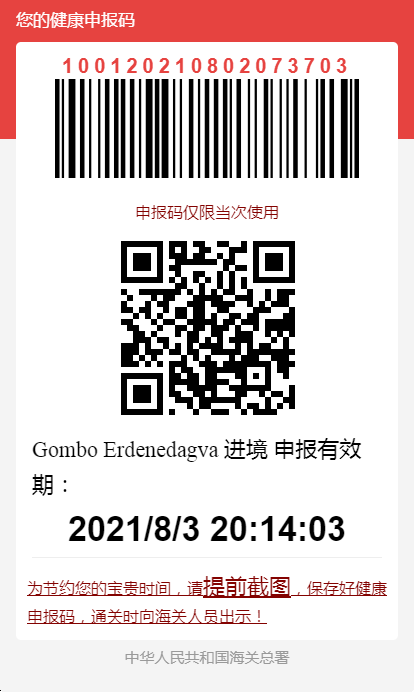 您的健康申报码
100120210802073703
申报码仅限当次使用
Gombo Erdenedagva 进境 申报有效
期：
2021/8/3 20:14:03
为节约您的宝贵时间，请提前截图，保存好健康
申报码，通关时向海关人员出示！
中华人民共和国海关总署